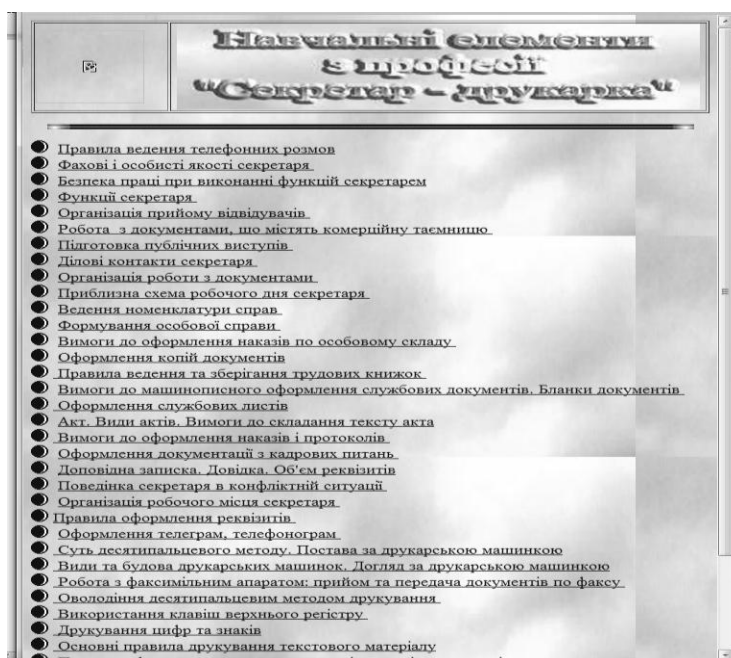 Навчальні елементи
з професії
"Секретар – друкарка"
Правила ведення телефонних розмов
Фахові і особисті якості секретаря
Безпека праці при виконанні функцій секретарем
Функції секретаря
Організація прийому відвідувачів
Робота з документами, що містять комерційну таємницю
Підготовка публічних виступів
Ділові контакти секретаря
Організація роботи з документами
Приблизна схема робочого дня секретаря
Ведення номенклатури справ
Формування особової справи
Вимоги до оформлення наказів по особовому складу
Оформлення копій документів
Правила ведення та зберігання трудових книжок
Вимоги до машинописного оформлення службових документів. Бланки документів
Оформлення службових листів
Акт. Види актів. Вимоги до складання тексту акта
Вимоги до оформлення наказів і протоколів
Оформлення документації з кадрових питань
Доповідна записка. Довідка. Об'єм реквізитів
Поведінка секретаря в конфліктній ситуації
Організація робочого місця секретаря
Правила оформлення реквізитів
Оформлення телеграм, телефонограм
Суть десятипальцевого методу. Постава за друкарською машинкою
Види та будова друкарських машинок. Догляд за друкарською машинкою
Робота з факсимільним апаратом: прийом та передача документів по факсу
Оволодіння десятипальцевим методом друкування
Використання клавіш верхнього регістру
Друкування цифр та знаків
Основні правила друкування текстового матеріалу